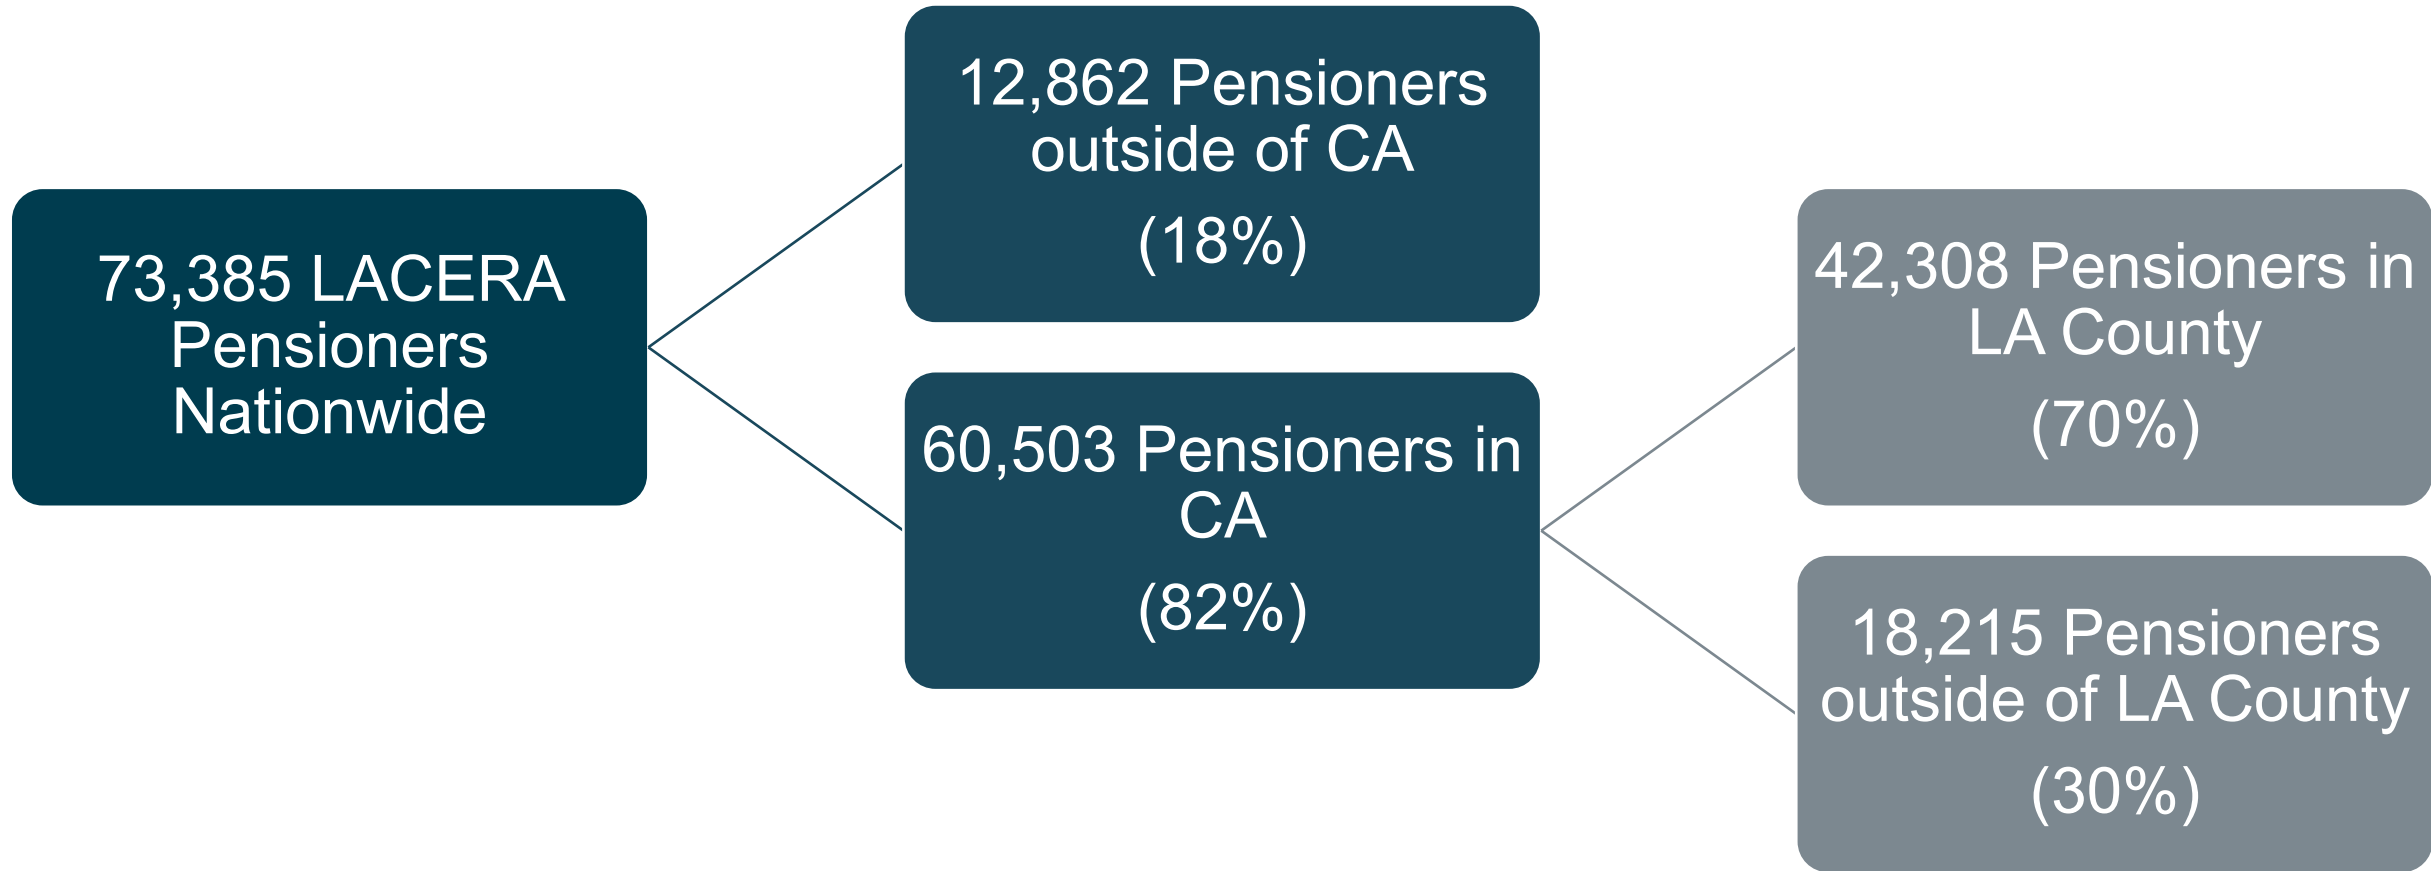 73,385 LACERA
Pensioners
Nationwide
12,862 Pensioners
outside of CA
(18%)
60,503 Pensioners in
CA
(82%)
42,308 Pensioners in
LA County
(70%)
18,215 Pensioners
outside of LA County
(30%)